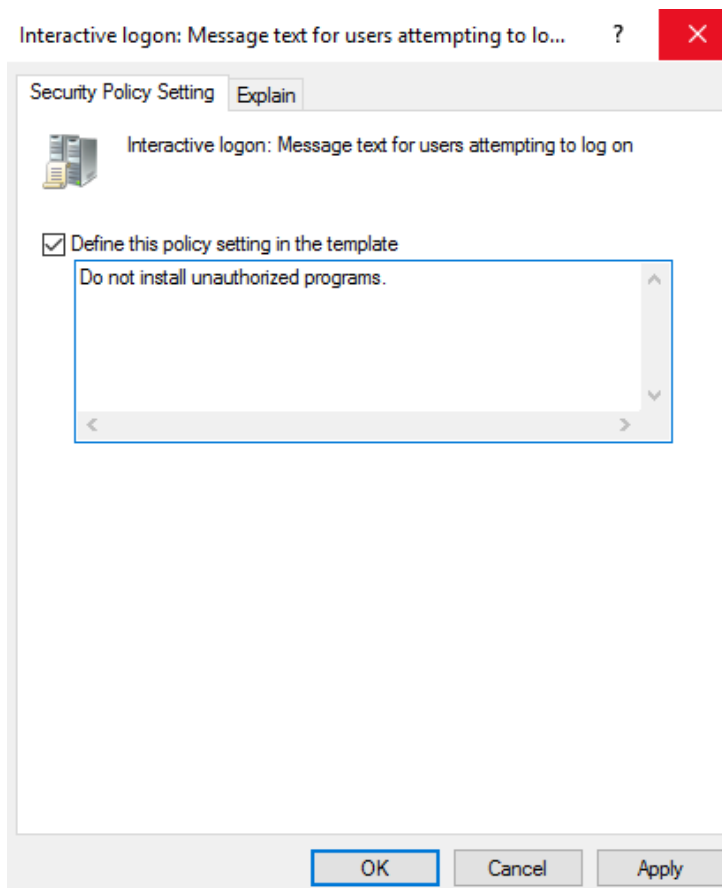 Interactive logon: Message text for users attempting to lo... ?
Security Policy Setting Explain
Interactive logon: Message text for users attempting to log on
Define this policy setting in the template
Do not install unauthorized programs.
OK Cancel Apply